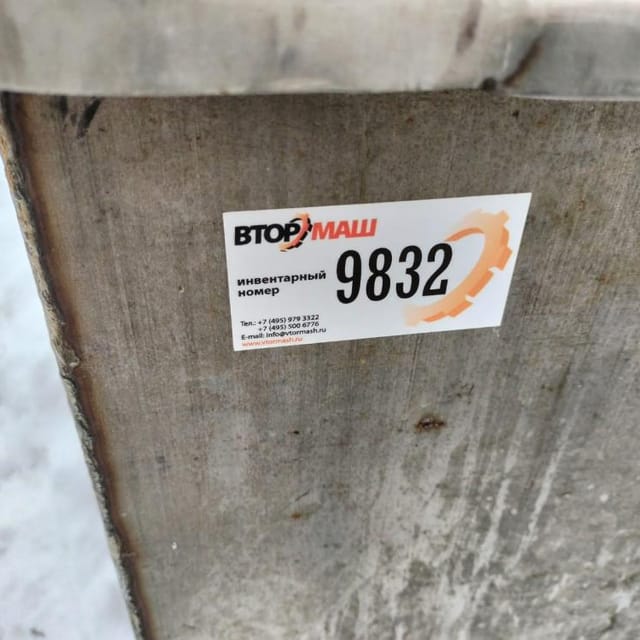 ВТОРМАШ
инвентарный
номер
9832
Тел.: +7 (495) 979 3322
+7 (495) 500 6776
E-mail: info@vtormash.ru
www.vtormash.ru